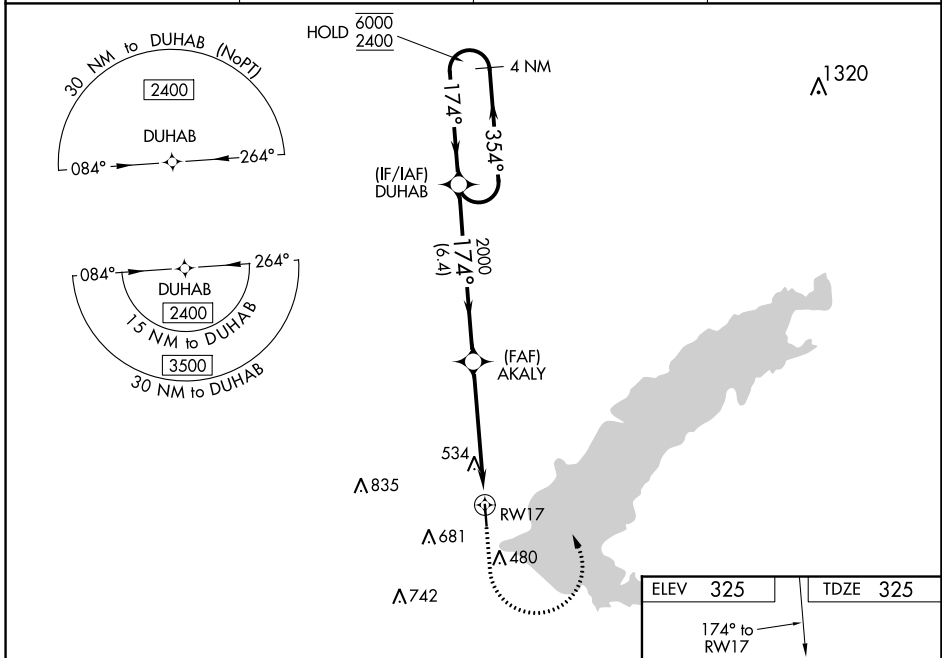 30 NM to DUHAB (NoPT)
2400
DUHAB
084°
264°
084°
264°
DUHAB
2400
15 NM to DUHAB
3500
30 NM to DUHAB
HOLD 6000
2400
4 NM
174°
354°
(IF/IAF)
DUHAB
2000
174°
(6.4)
(FAF)
AKALY
1320
534
835
RW17
681
480
742
ELEV 325
TDZE 325
174° to
RW17